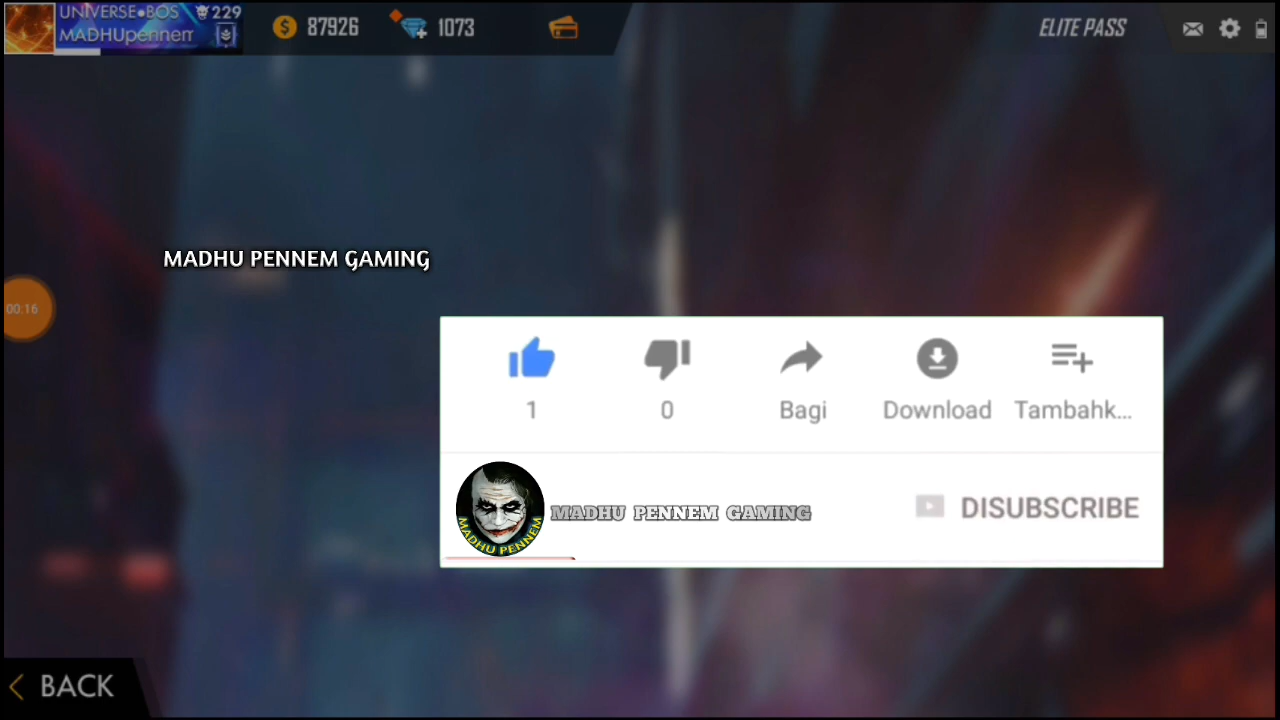 UNIVERSE●BOS 229
MADHUpennem
87926
1073
ELITE PASS
MADHU PENNEM GAMING
00:16
1
0
Bagi
Download
Tambahk...
MADHU PENNEM
MADHU PENNEM GAMING
DISUBSCRIBE
BACK